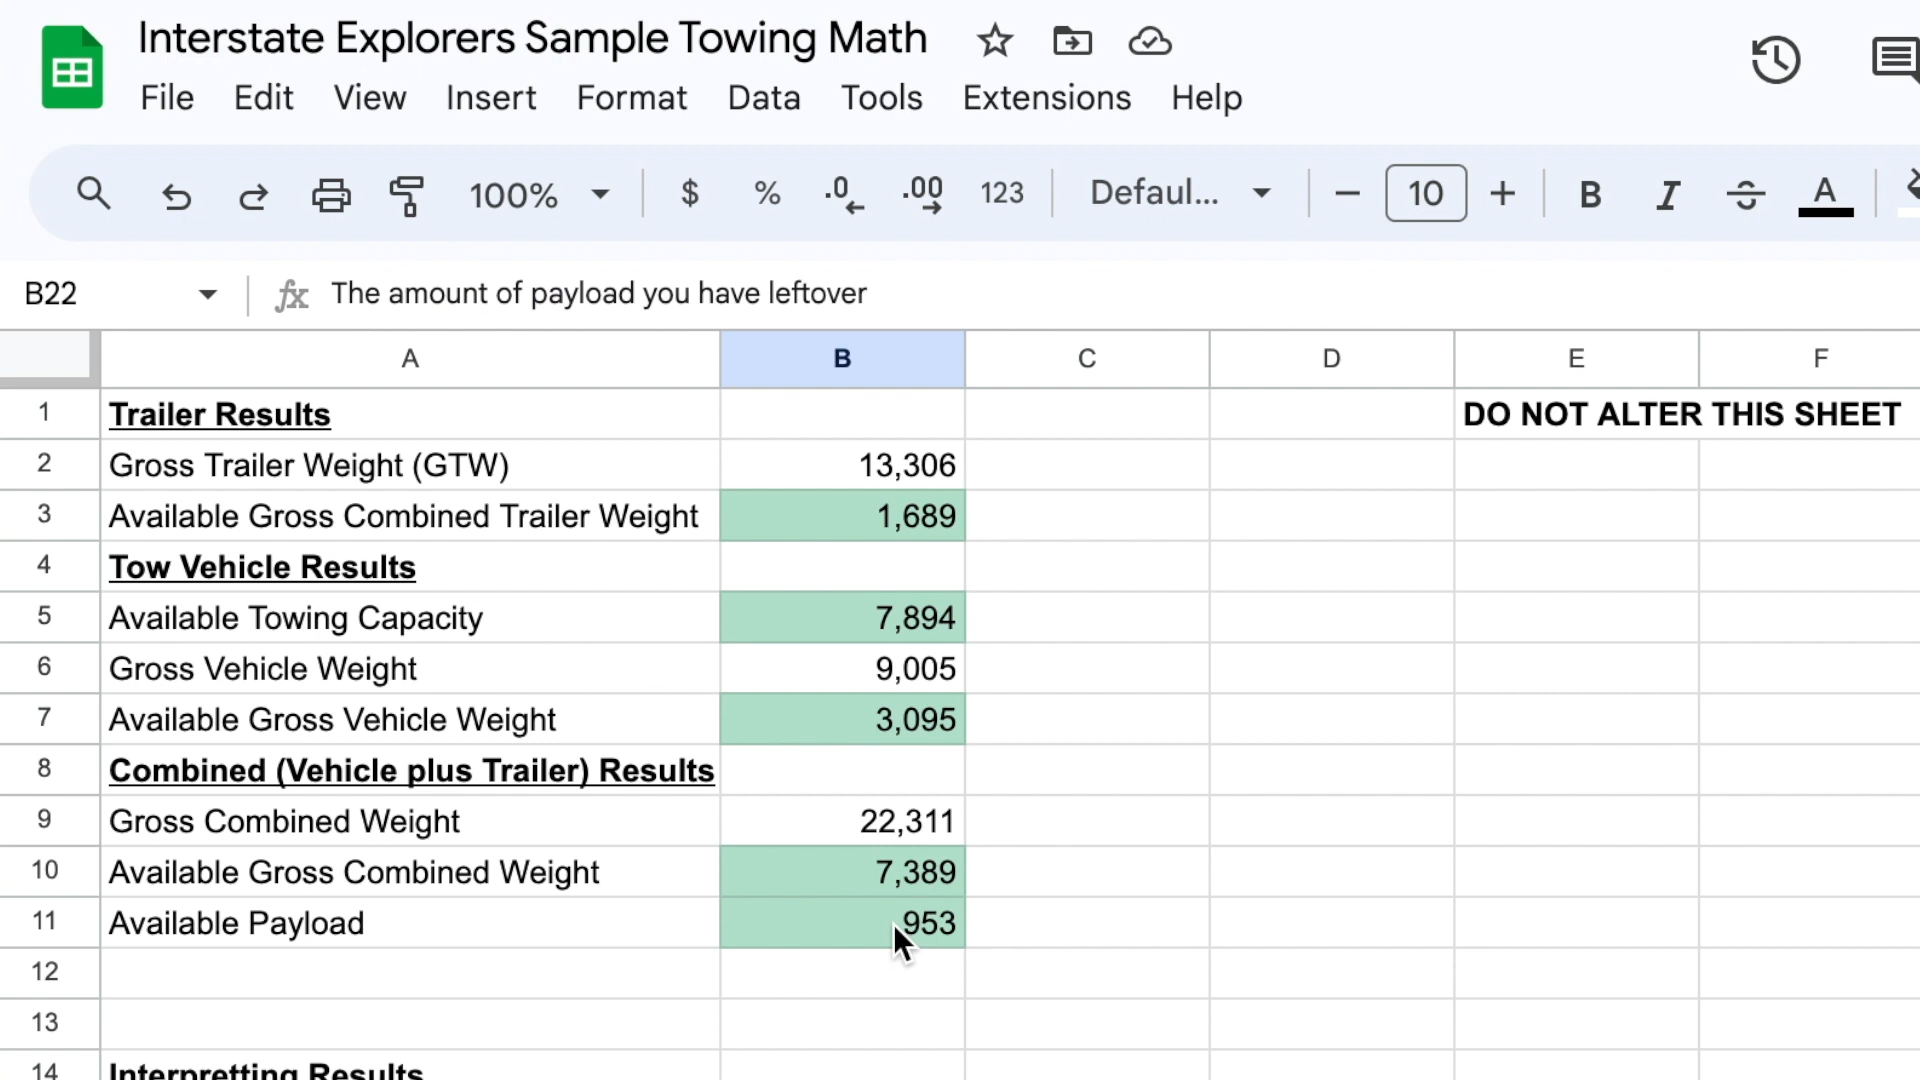 Interstate Explorers Sample Towing Math
File Edit View Insert Format Data Tools Extensions Help
100% $ % .0 .00 123 Defaul... 10 B I S A
B22 fx The amount of payload you have leftover
A B C D E F
1 Trailer Results DO NOT ALTER THIS SHEET
2 Gross Trailer Weight (GTW) 13,306
3 Available Gross Combined Trailer Weight 1,689
4 Tow Vehicle Results
5 Available Towing Capacity 7,894
6 Gross Vehicle Weight 9,005
7 Available Gross Vehicle Weight 3,095
8 Combined (Vehicle plus Trailer) Results
9 Gross Combined Weight 22,311
10 Available Gross Combined Weight 7,389
11 Available Payload 953
12
13
14 Interpretting Results